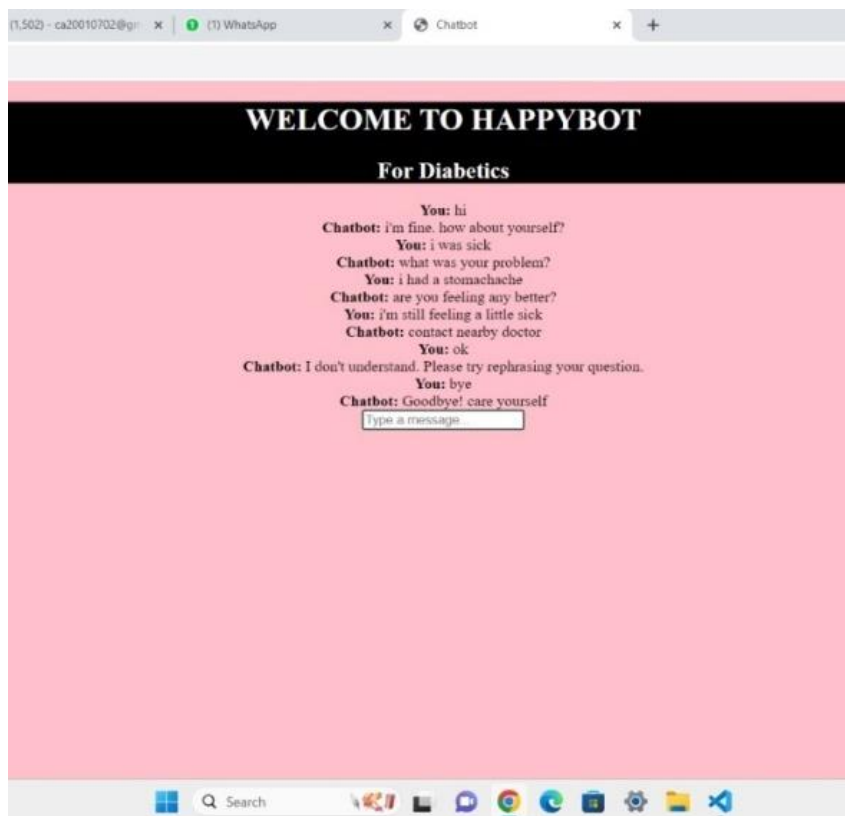 (1,502) - ca20010702@gm
(1) WhatsApp
Chatbot
WELCOME TO HAPPYBOT
For Diabetics
You: hi
Chatbot: i'm fine. how about yourself?
You: i was sick
Chatbot: what was your problem?
You: i had a stomachache
Chatbot: are you feeling any better?
You: i'm still feeling a little sick
Chatbot: contact nearby doctor
You: ok
Chatbot: I don't understand. Please try rephrasing your question.
You: bye
Chatbot: Goodbye! care yourself
Type a message...
Search